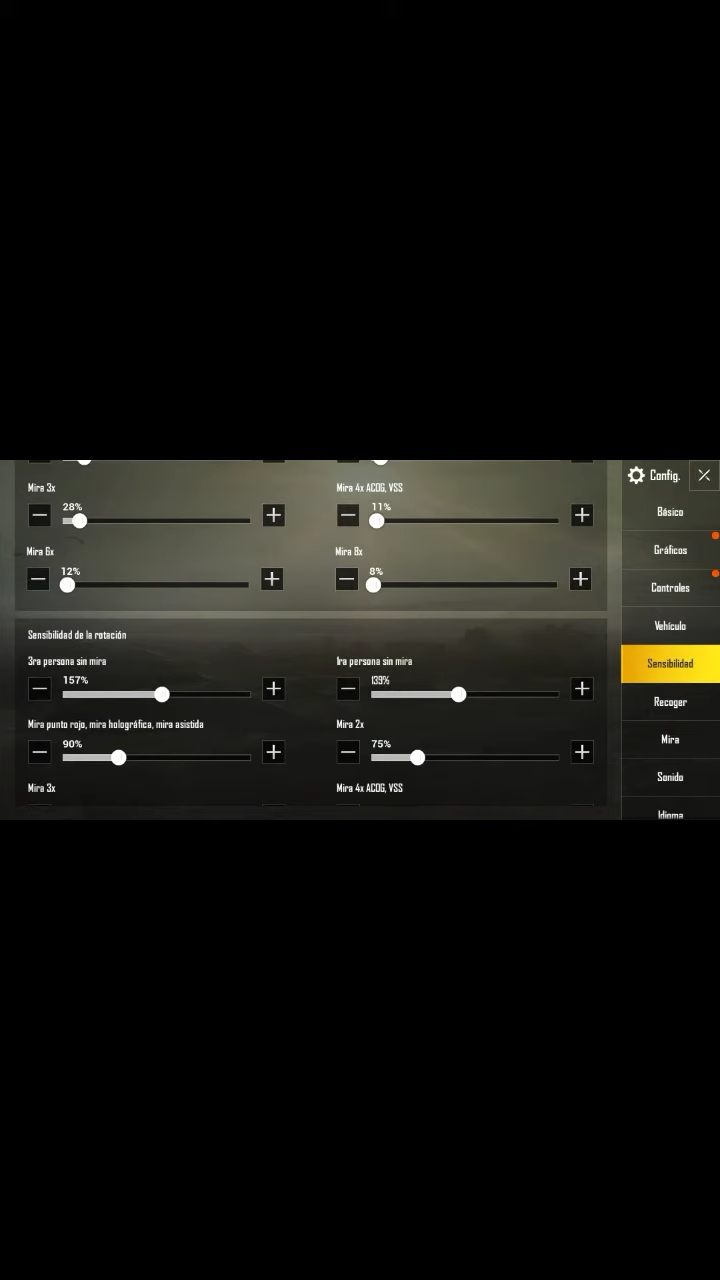 Config.
Mira 3x
Mira 4x ACOG, VSS
28%
11%
Básico
Mira 6x
Mira 8x
Gráficos
12%
8%
Controles
Vehículo
Sensibilidad de la rotación
3ra persona sin mira
1ra persona sin mira
Sensibilidad
157%
139%
Recoger
Mira punto rojo, mira holográfica, mira asistida
Mira 2x
Mira
90%
75%
Sonido
Mira 3x
Mira 4x ACOG, VSS
Idioma